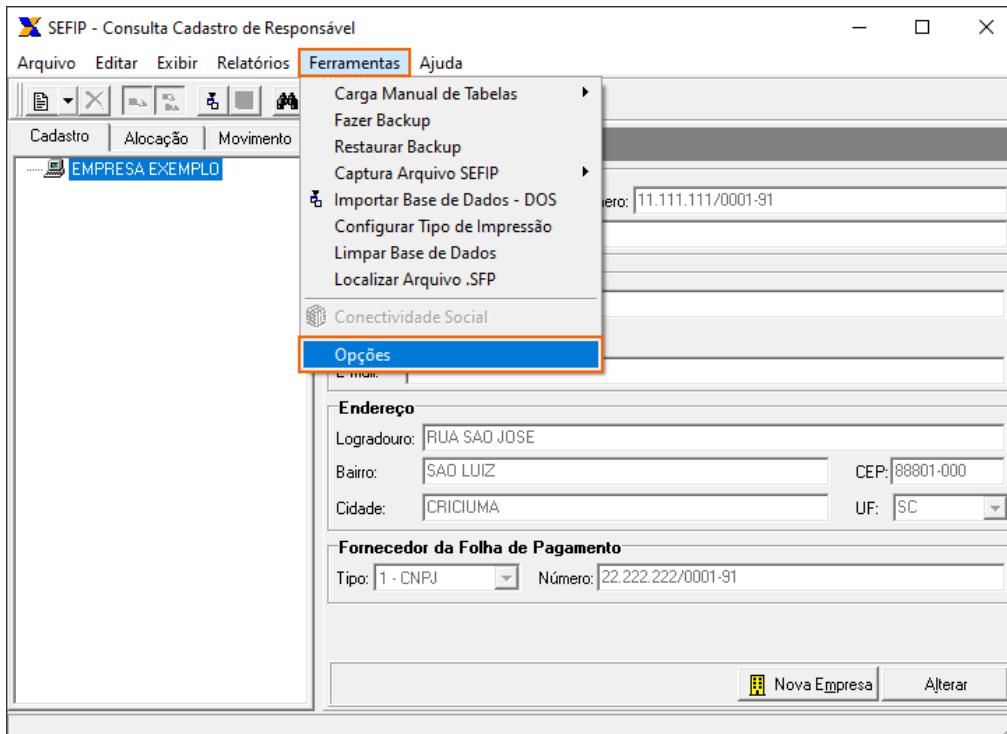 SEFIP - Consulta Cadastro de Responsável
Arquivo Editar Exibir Relatórios Ferramentas Ajuda
Carga Manual de Tabelas
Fazer Backup
Restaurar Backup
Captura Arquivo SEFIP
Importar Base de Dados - DOS
Configurar Tipo de Impressão
Limpar Base de Dados
Localizar Arquivo .SFP
Conectividade Social
Opções
Cadastro Alocação Movimento
EMPRESA EXEMPLO
11.111.111/0001-91
E-mail:
Endereço
Logradouro: RUA SAO JOSE
Bairro: SAO LUIZ CEP: 88801-000
Cidade: CRICIUMA UF: SC
Fornecedor da Folha de Pagamento
Tipo: 1 - CNPJ Número: 22.222.222/0001-91
Nova Empresa Alterar